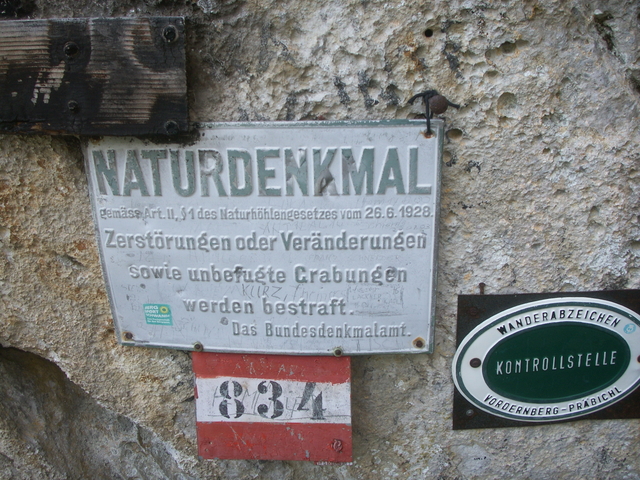 NATURDENKMAL
gemäss Art. II, §1 des Naturhöhlengesetzes vom 26.6.1928.
Zerstörungen oder Veränderungen
sowie unbefugte Grabungen
KURZ
werden bestraft.
Das Bundesdenkmalamt.
834
WANDERABZEICHEN
KONTROLLSTELLE
VORDERNBERG-PRÄBICHL